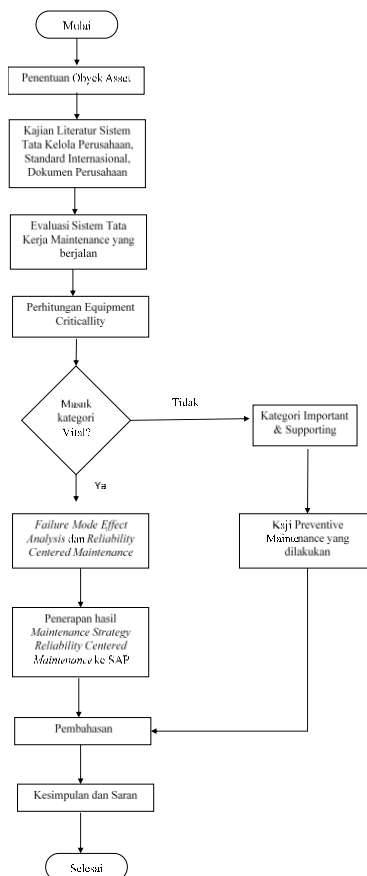 Mulai
Penentuan Obyek Asset
Kajian Literatur Sistem
Tata Kelola Perusahaan,
Standard Internasional,
Dokumen Perusahaan
Evaluasi Sistem Tata
Kerja Maintenance yang
berjalan
Perhitungan Equipment
Criticallity
Masuk
kategori
Vital?
Tidak
Kategori Important
& Supporting
Ya
Failure Mode Effect
Analysis dan Reliability
Centered Maintenance
Kaji Preventive
Maintenance yang
dilakukan
Penerapan hasil
Maintenance Strategy
Reliability Centered
Maintenance ke SAP
Pembahasan
Kesimpulan dan Saran
Selesai